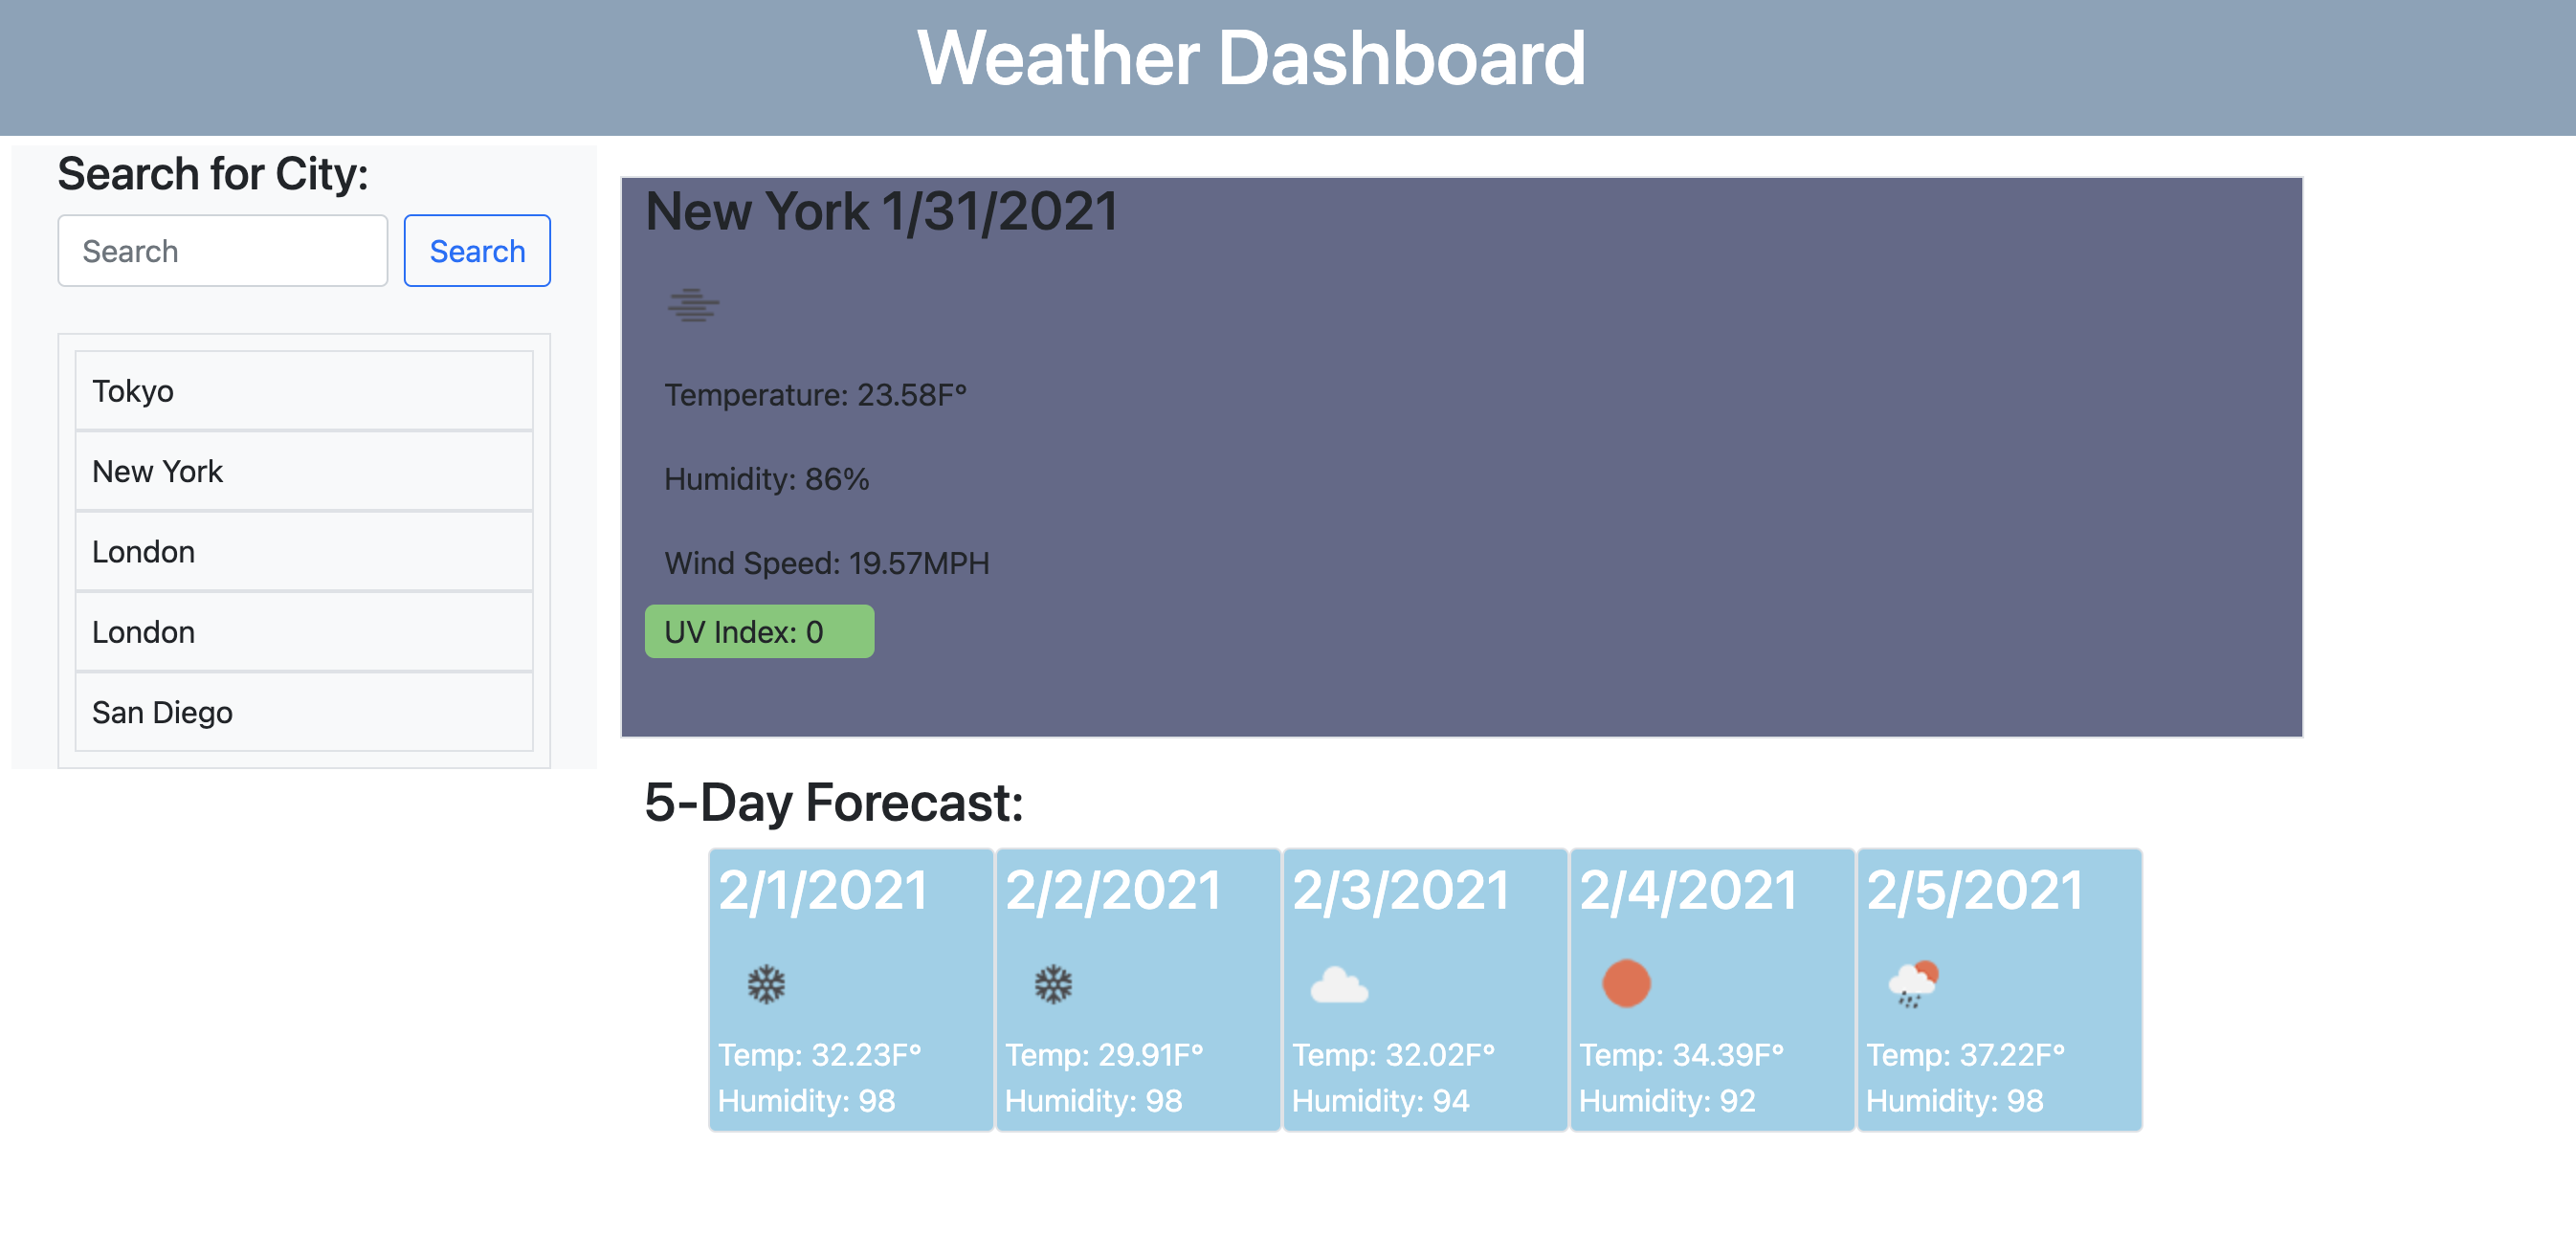 Weather Dashboard
Search for City:
Search
Search
Tokyo
New York
London
London
San Diego
New York 1/31/2021
Temperature: 23.58F°
Humidity: 86%
Wind Speed: 19.57MPH
UV Index: 0
5-Day Forecast:
2/1/2021
Temp: 32.23F°
Humidity: 98
2/2/2021
Temp: 29.91F°
Humidity: 98
2/3/2021
Temp: 32.02F°
Humidity: 94
2/4/2021
Temp: 34.39F°
Humidity: 92
2/5/2021
Temp: 37.22F°
Humidity: 98